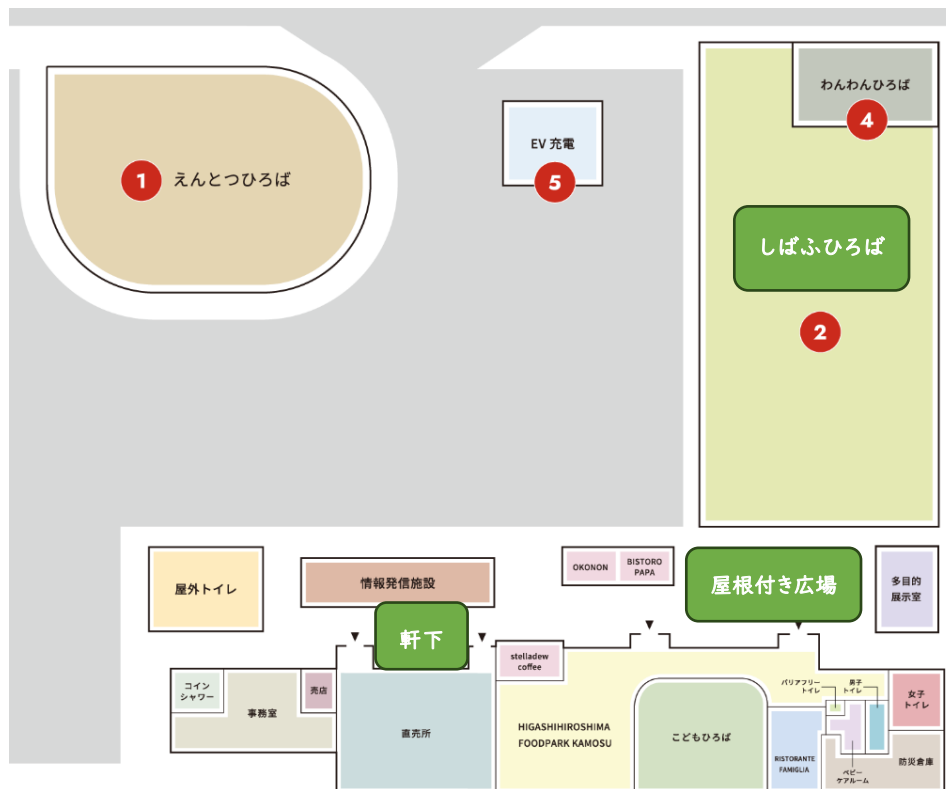 わんわんひろば
4
EV 充電
5
1
えんとつひろば
しばふひろば
2
屋外トイレ
情報発信施設
OKONON
BISTORO
PAPA
屋根付き広場
多目的
展示室
軒下
stelladew
coffee
コイン
シャワー
売店
事務室
直売所
HIGASHIHIROSHIMA
FOODPARK KAMOSU
こどもひろば
バリアフリー
トイレ
男子
トイレ
女子
トイレ
RISTORANTE
FAMIGLIA
ベビー
ケアルーム
防災倉庫